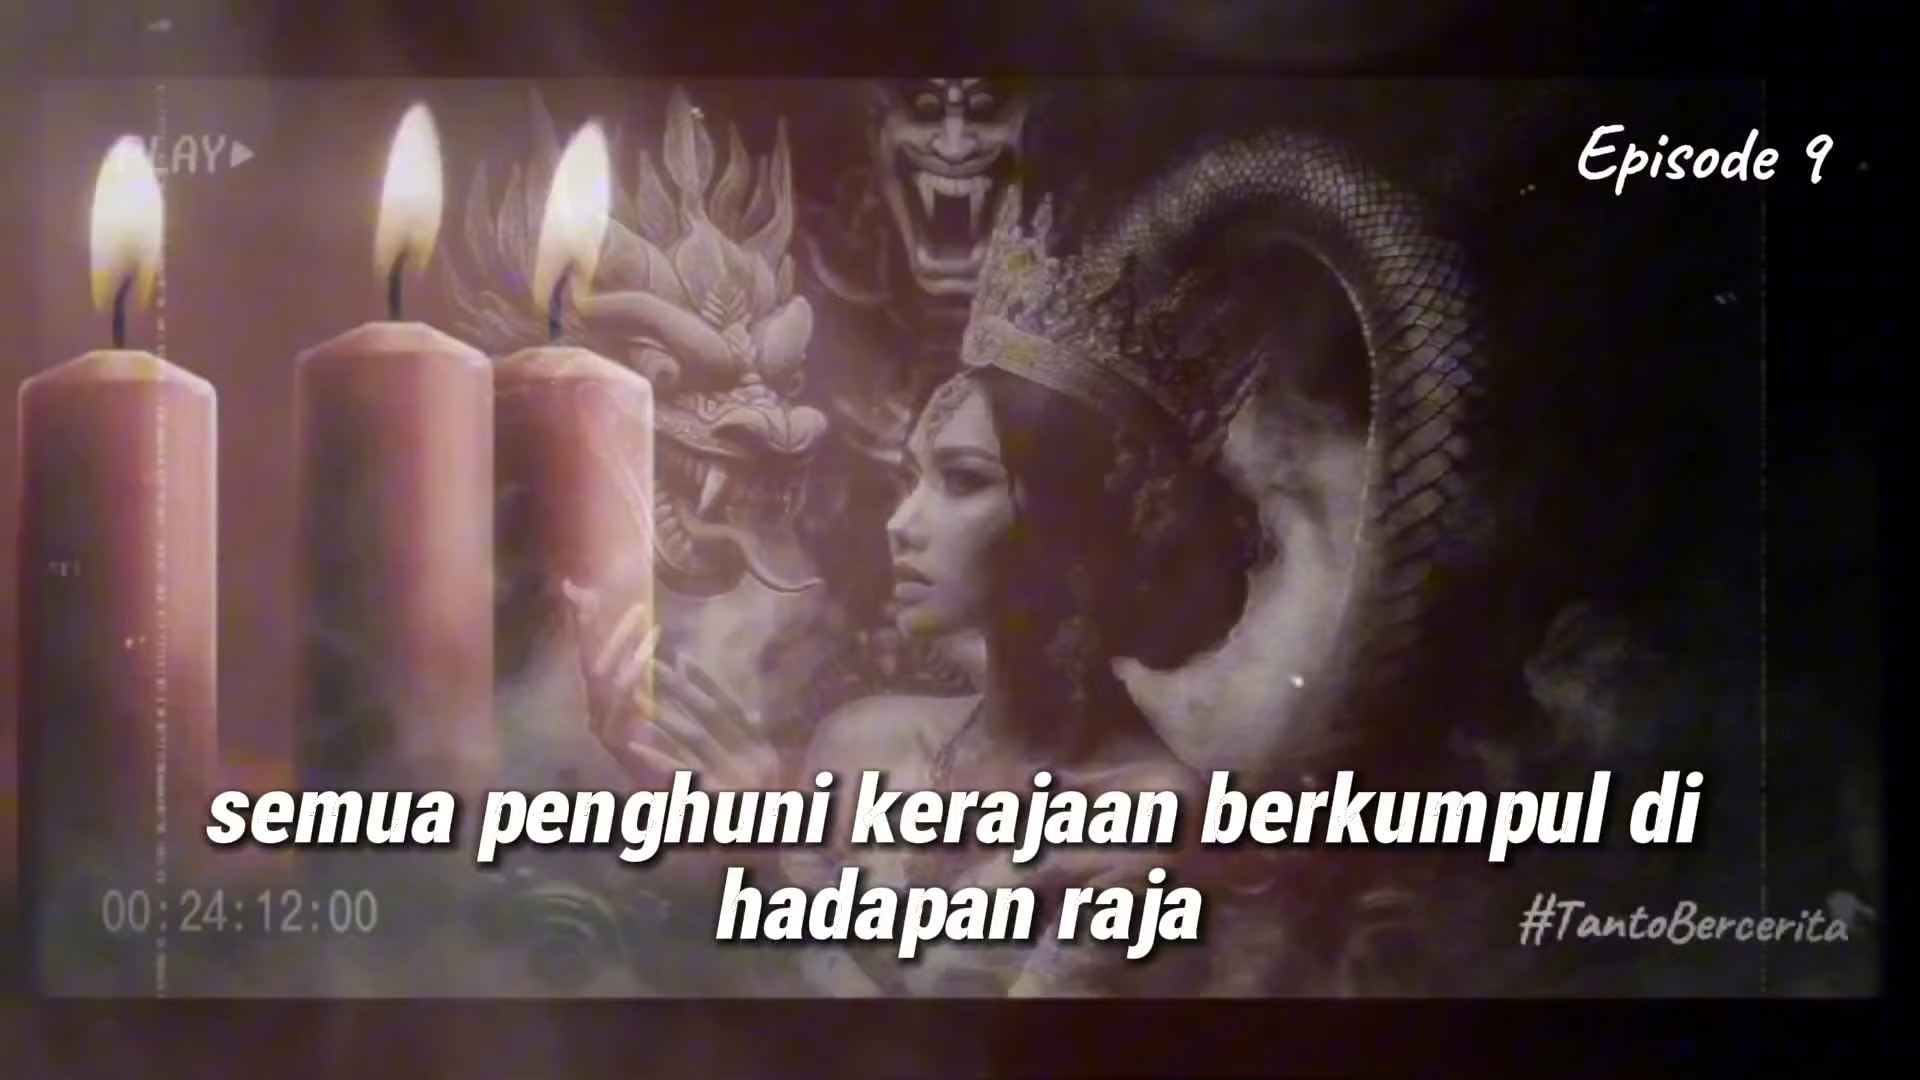 PLAY▶
Episode 9
semua penghuni kerajaan berkumpul di
hadapan raja
00:24:12:00
#TantoBercerita